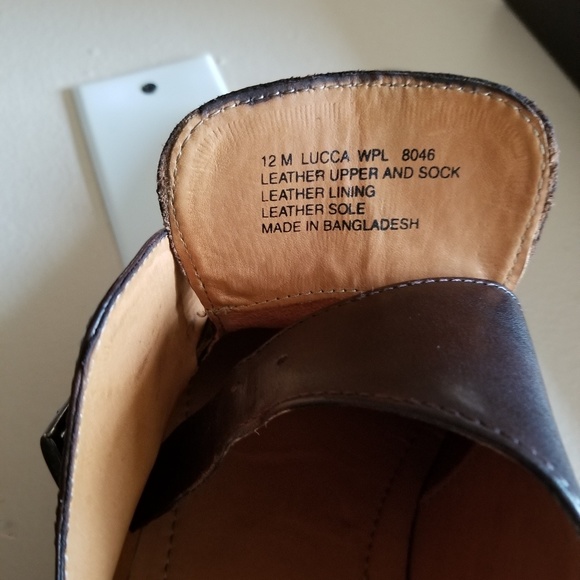 12 M LUCCA WPL 8046
LEATHER UPPER AND SOCK
LEATHER LINING
LEATHER SOLE
MADE IN BANGLADESH